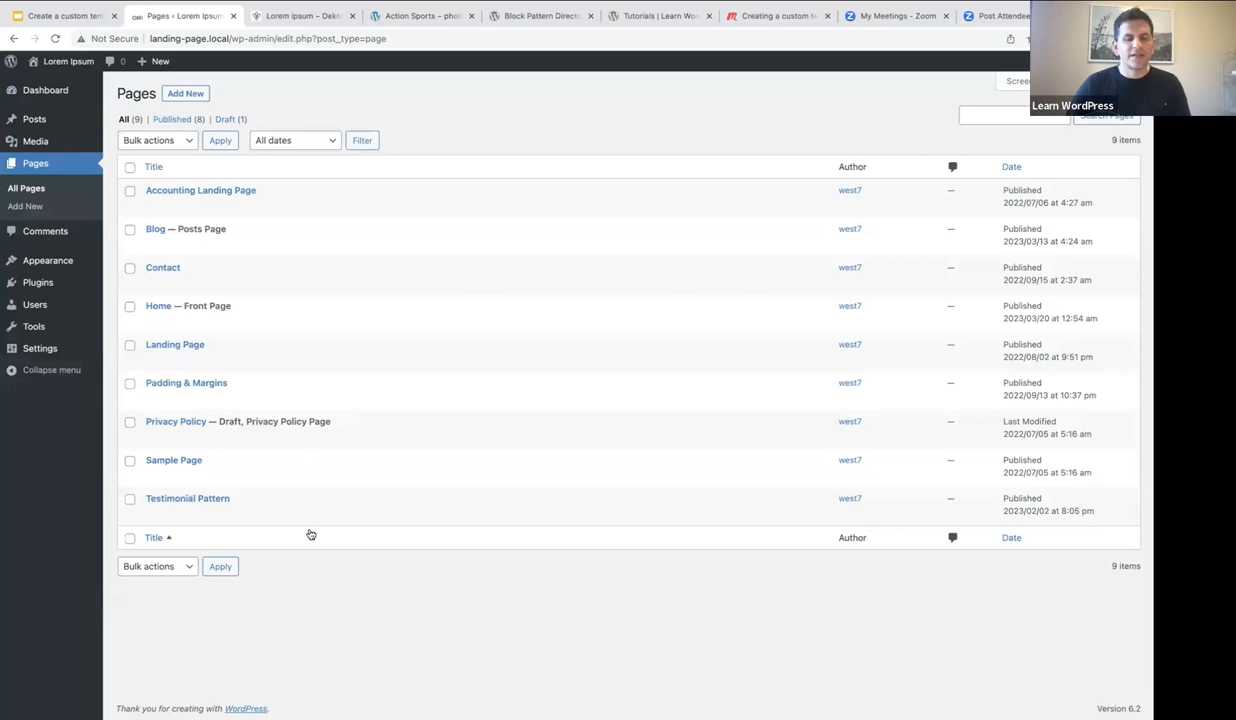 Create a custom tem
Pages ‹ Lorem Ipsum
Lorem ipsum – Dekor
Action Sports – phot
Block Pattern Direct
Tutorials | Learn Wor
Creating a custom te
My Meetings - Zoom
Post Attendee
Not Secure
landing-page.local/wp-admin/edit.php?post_type=page
Lorem Ipsum
0
New
Learn WordPress
Dashboard
Posts
Media
Pages
All Pages
Add New
Comments
Appearance
Plugins
Users
Tools
Settings
Collapse menu
Pages
Add New
Scree
All (9) | Published (8) | Draft (1)
Search Pages
Bulk actions
Apply
All dates
Filter
9 items
Title
Author
Date
Accounting Landing Page
west7
—
Published
2022/07/06 at 4:27 am
Blog — Posts Page
west7
—
Published
2023/03/13 at 4:24 am
Contact
west7
—
Published
2022/09/15 at 2:37 am
Home — Front Page
west7
—
Published
2023/03/20 at 12:54 am
Landing Page
west7
—
Published
2022/08/02 at 9:51 pm
Padding & Margins
west7
—
Published
2022/09/13 at 10:37 pm
Privacy Policy — Draft, Privacy Policy Page
west7
—
Last Modified
2022/07/05 at 5:16 am
Sample Page
west7
—
Published
2022/07/05 at 5:16 am
Testimonial Pattern
west7
—
Published
2023/02/02 at 8:05 pm
Title
Author
Date
Bulk actions
Apply
9 items
Thank you for creating with WordPress.
Version 6.2